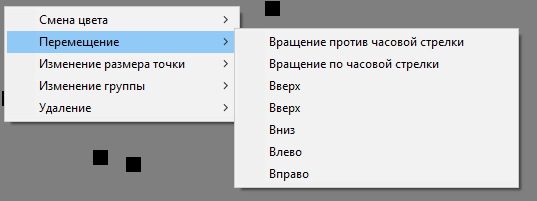 Смена цвета
Перемещение
Изменение размера точки
Изменение группы
Удаление
Вращение против часовой стрелки
Вращение по часовой стрелки
Вверх
Вверх
Вниз
Влево
Вправо